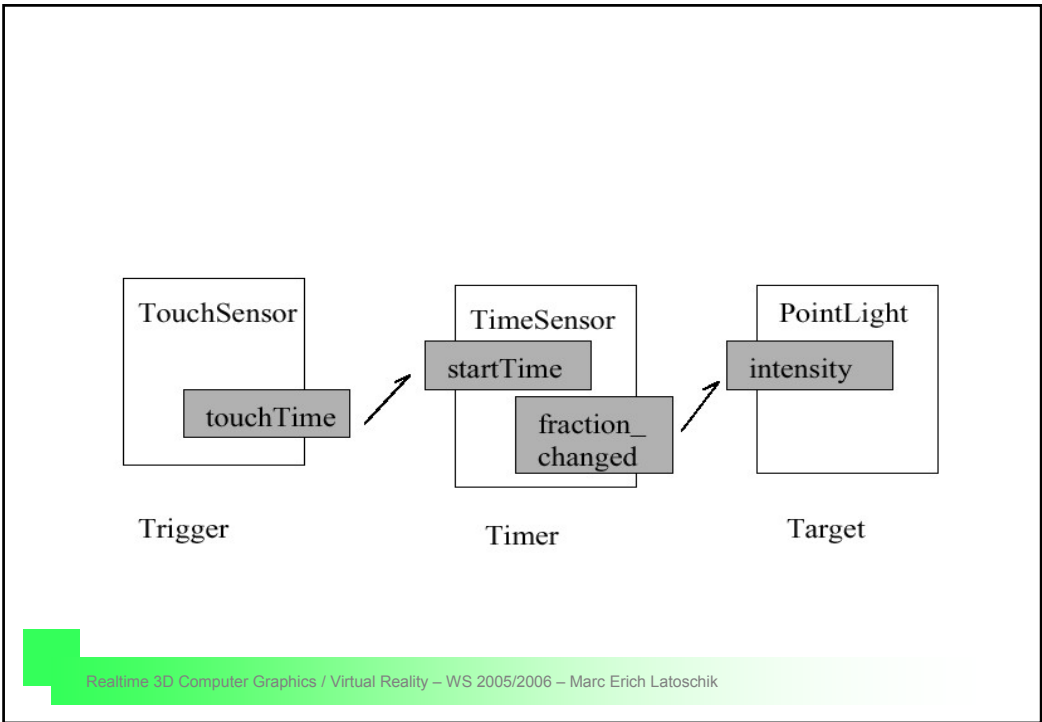 TouchSensor
touchTime
Trigger
TimeSensor
startTime
fraction_
changed
Timer
PointLight
intensity
Target
Realtime 3D Computer Graphics / Virtual Reality – WS 2005/2006 – Marc Erich Latoschik